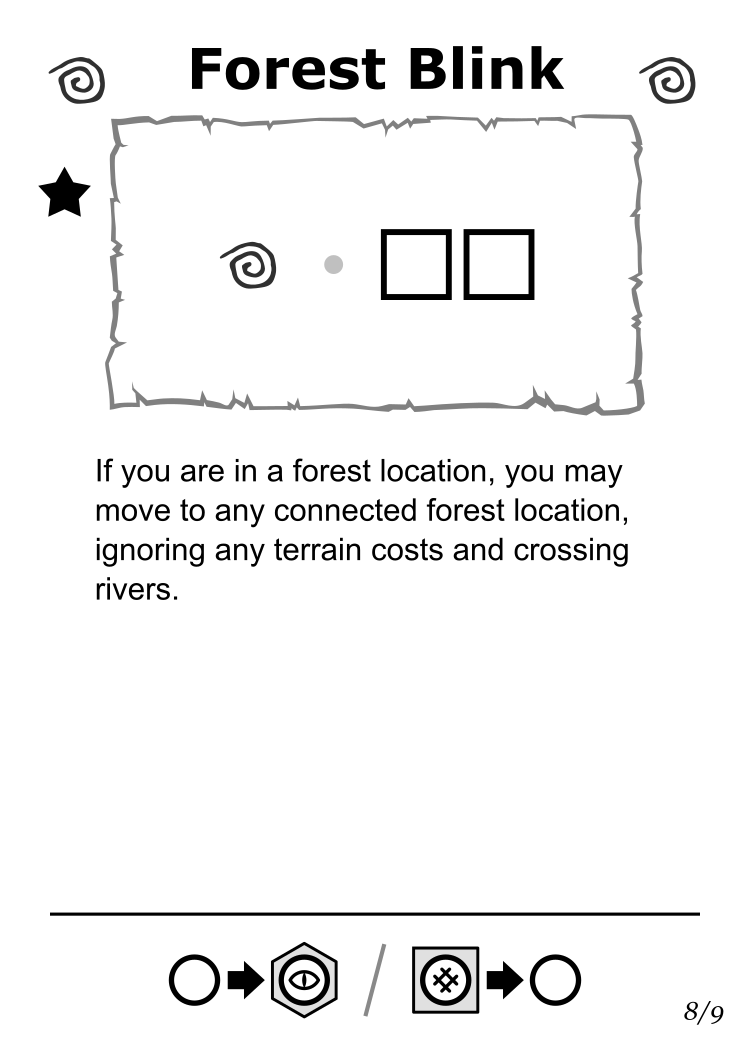 Forest Blink
If you are in a forest location, you may
move to any connected forest location,
ignoring any terrain costs and crossing
rivers.
8/9